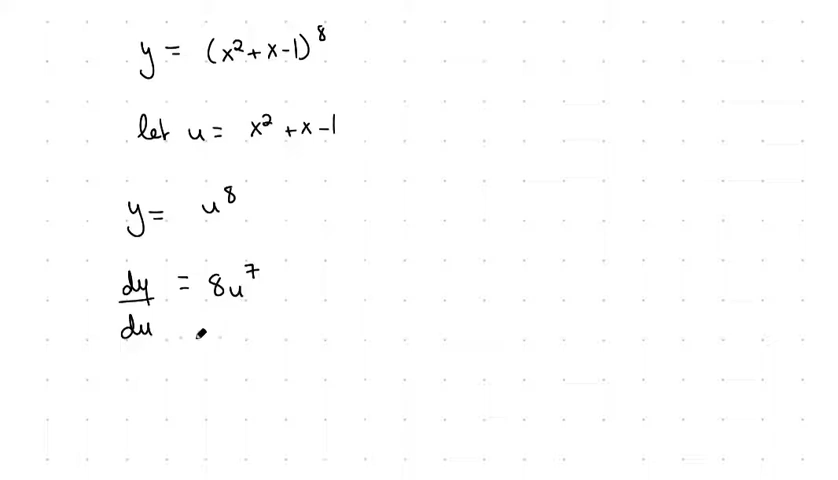 y = (x²+x-1)⁸
let u = x² +x -1
y = u⁸
dy/du = 8u⁷